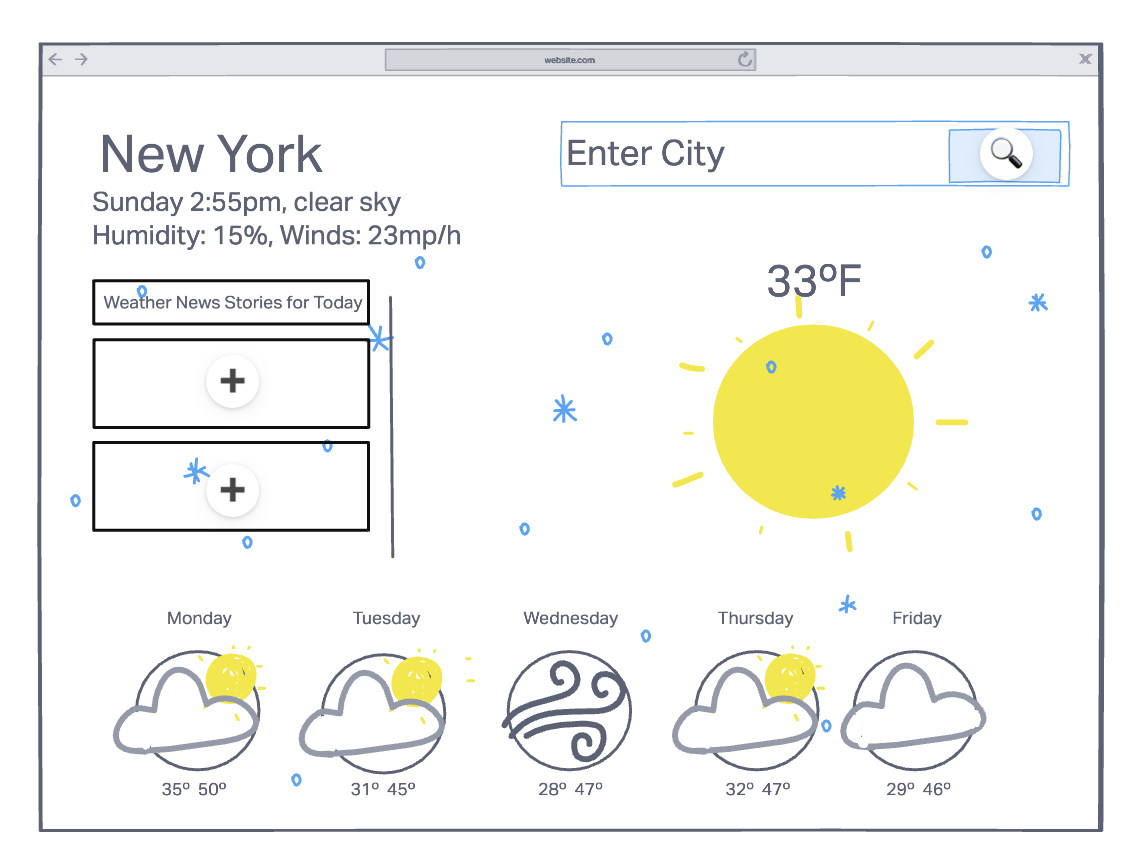 website.com
New York
Enter City
Sunday 2:55pm, clear sky
Humidity: 15%, Winds: 23mp/h
33ºF
Weather News Stories for Today
Monday
Tuesday
Wednesday
Thursday
Friday
35º 50º
31º 45º
28º 47º
32º 47º
29º 46º